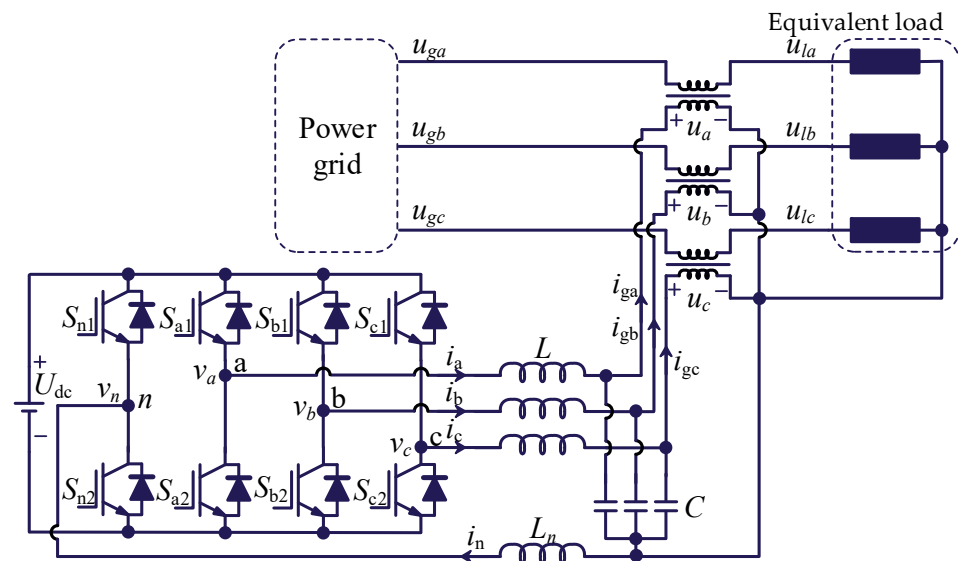 Equivalent load
u_ga
u_la
Power
grid
u_a
+ −
u_gb
u_lb
u_b
+ −
u_gc
u_lc
u_c
+ −
S_n1
S_a1
S_b1
S_c1
i_ga
i_gb
i_gc
+
U_dc
−
v_n
n
v_a
a
i_a
L
v_b
b
i_b
v_c
c
i_c
S_n2
S_a2
S_b2
S_c2
C
i_n
L_n